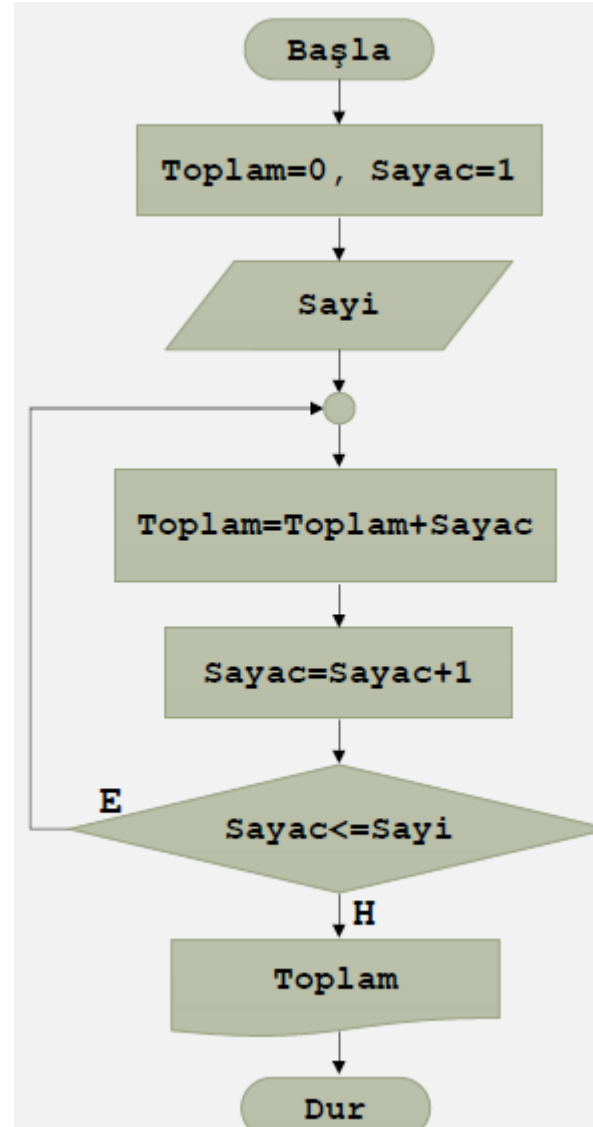 Başla
Toplam=0, Sayac=1
Sayi
Toplam=Toplam+Sayac
Sayac=Sayac+1
E
Sayac<=Sayi
H
Toplam
Dur